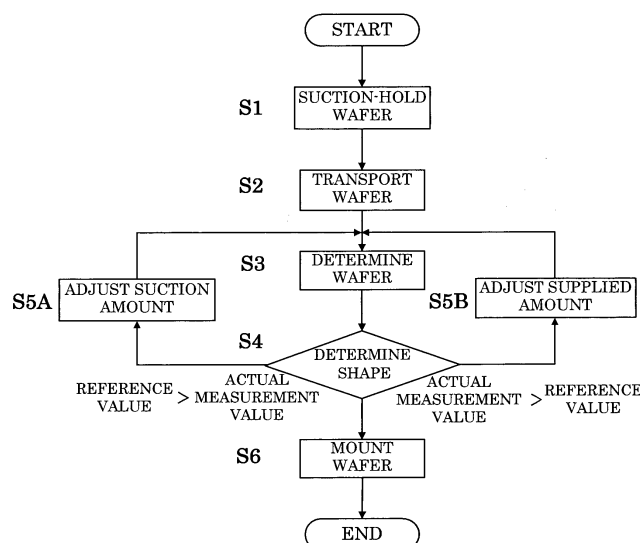 START
S1
SUCTION-HOLD
WAFER
S2
TRANSPORT
WAFER
S3
DETERMINE
WAFER
S5A
ADJUST SUCTION
AMOUNT
S5B
ADJUST SUPPLIED
AMOUNT
S4
DETERMINE
SHAPE
REFERENCE
VALUE
>
ACTUAL
MEASUREMENT
VALUE
ACTUAL
MEASUREMENT
VALUE
>
REFERENCE
VALUE
S6
MOUNT
WAFER
END